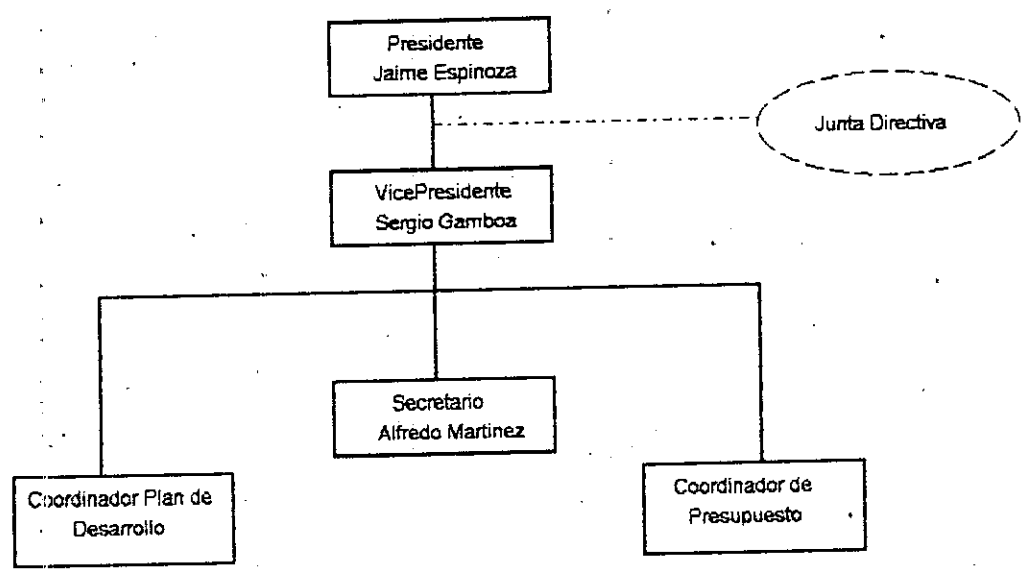 Presidente
Jaime Espinoza
Junta Directiva
VicePresidente
Sergio Gamboa
Secretario
Alfredo Martinez
Coordinador Plan de
Desarrollo
Coordinador de
Presupuesto